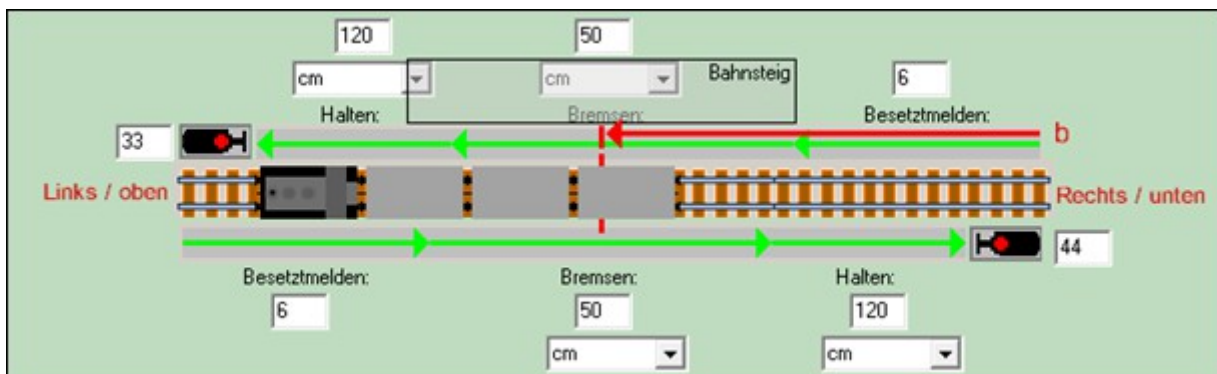 120
50
cm
cm
Bahnsteig
6
Halten:
Bremsen:
Besetztmelden:
33
b
Links / oben
Rechts / unten
44
Besetztmelden:
Bremsen:
Halten:
6
50
120
cm
cm